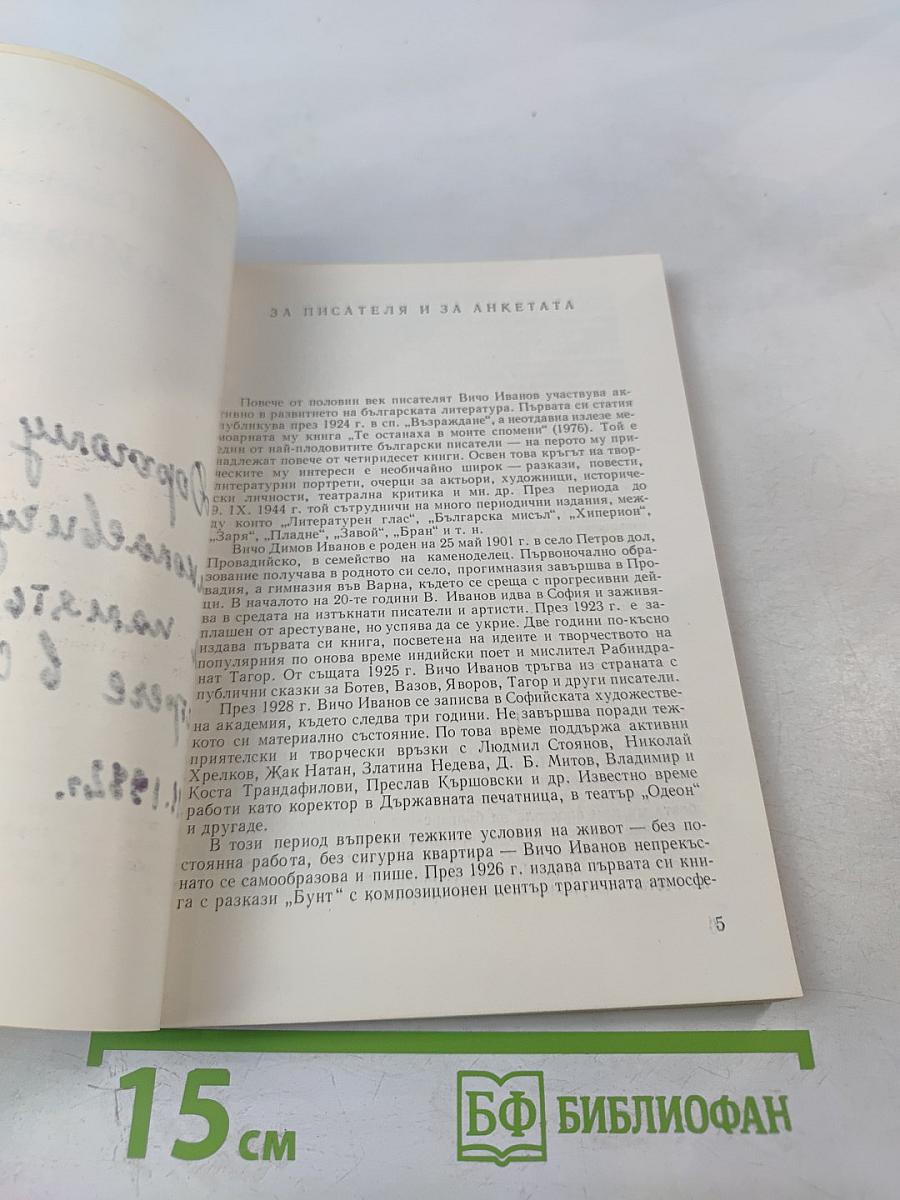 ЗА ПИСАТЕЛЯ И ЗА АНКЕТАТА
Повече от половин век писателят Вичо Иванов участвува ак-
тивно в развитието на българската литература. Първата си статия
публикува през 1924 г. в сп. „Възраждане“, а неотдавна излезе ме-
моарната му книга „Те останаха в моите спомени“ (1976). Той е
един от най-плодовитите български писатели — на перото му при-
надлежат повече от четиридесет книги. Освен това кръгът на твор-
ческите му интереси е необичайно широк — разкази, повести,
литературни портрети, очерци за актьори, художници, историче-
ски личности, театрална критика и мн. др. През периода до
9. IX. 1944 г. той сътрудничи на много периодични издания, меж-
ду които „Литературен глас“, „Българска мисъл“, „Хиперион“,
„Заря“, „Пладне“, „Завой“, „Бран“ и т. н.
Вичо Димов Иванов е роден на 25 май 1901 г. в село Петров дол,
Провадийско, в семейство на каменоделец. Първоначално обра-
зование получава в родното си село, прогимназия завършва в Про-
вадия, а гимназия във Варна, където се среща с прогресивни дей-
ци. В началото на 20-те години В. Иванов идва в София и заживя-
ва в средата на изтъкнати писатели и артисти. През 1923 г. е за-
плашен от арестуване, но успява да се укрие. Две години по-късно
издава първата си книга, посветена на идеите и творчеството на
популярния по онова време индийски поет и мислител Рабиндра-
нат Тагор. От същата 1925 г. Вичо Иванов тръгва из страната с
публични сказки за Ботев, Вазов, Яворов, Тагор и други писатели.
През 1928 г. Вичо Иванов се записва в Софийската художестве-
на академия, където следва три години. Не завършва поради теж-
кото си материално състояние. По това време поддържа активни
приятелски и творчески връзки с Людмил Стоянов, Николай
Хрелков, Жак Натан, Златина Недева, Д. Б. Митов, Владимир и
Коста Трандафилови, Преслав Кършовски и др. Известно време
работи като коректор в Държавната печатница, в театър „Одеон“
и другаде.
В този период въпреки тежките условия на живот — без по-
стоянна работа, без сигурна квартира — Вичо Иванов непрекъс-
нато се самообразова и пише. През 1926 г. издава първата си кни-
га с разкази „Бунт“ с композиционен център трагичната атмосфе-
5
15 см
БФ БИБЛИОФАН